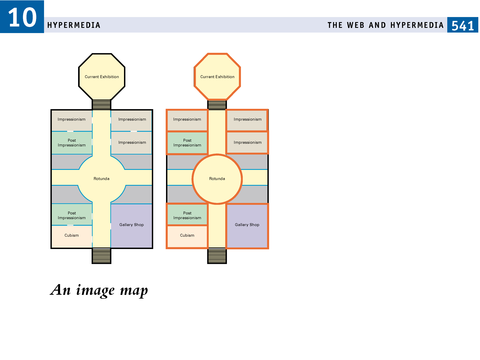 10 HYPERMEDIA
THE WEB AND HYPERMEDIA 541
Current Exhibition
Impressionism
Impressionism
Post
Impressionism
Impressionism
Rotunda
Post
Impressionism
Gallery Shop
Cubism
Current Exhibition
Impressionism
Impressionism
Post
Impressionism
Impressionism
Rotunda
Post
Impressionism
Gallery Shop
Cubism
An image map